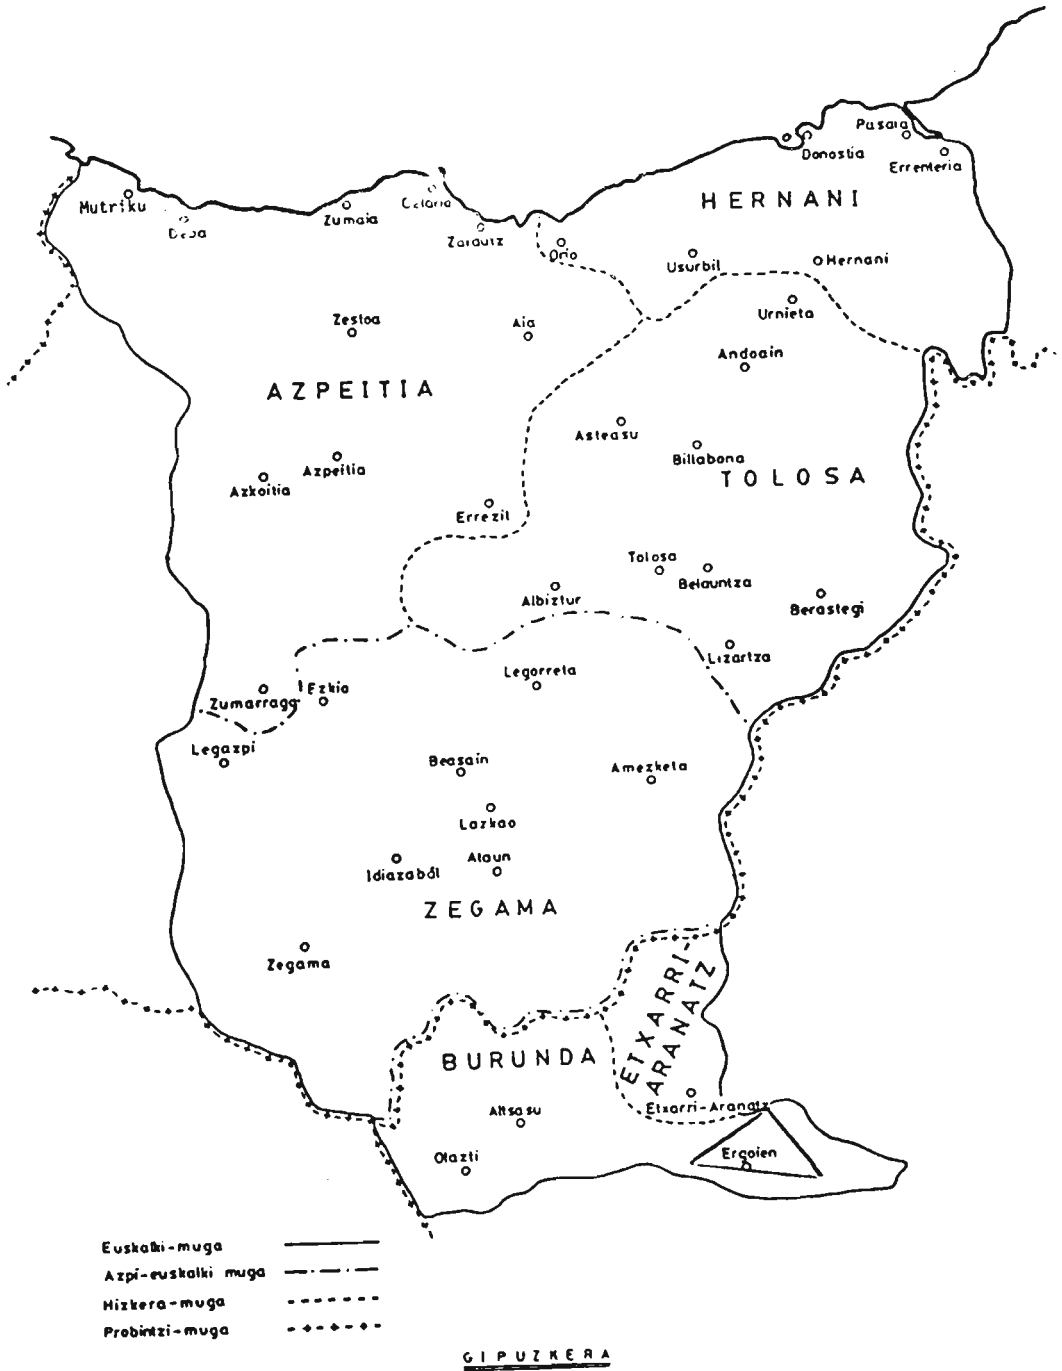 Pasaia
Donostia
Errenteria
HERNANI
Mutriku
Deba
Zumaia
Getaria
Zarautz
Orio
Usurbil
Hernani
Urnieta
Zestoa
Aia
Andoain
AZPEITIA
Asteasu
Billabona
TOLOSA
Azpeitia
Azkoitia
Errezil
Tolosa
Belauntza
Albiztur
Berastegi
Lizartza
Legorreta
Zumarraga
Ezkio
Legazpi
Beasain
Amezketa
Lazkao
Idiazabál
Ataun
ZEGAMA
Zegama
ETXARRI-
ARANATZ
BURUNDA
Etxarri-Aranatz
Altsasu
Olazti
Ergoien
Euskalki-muga
Azpi-euskalki muga
Hizkera-muga
Probintzi-muga
GIPUZKERA